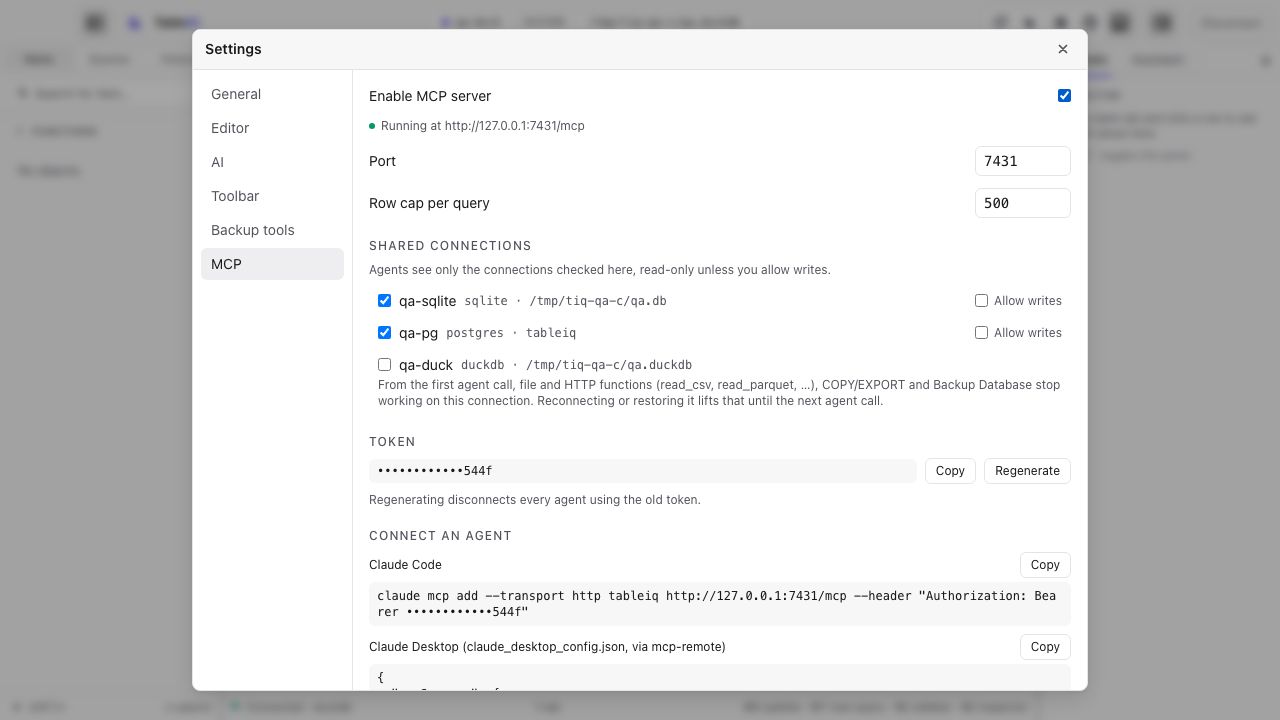 Settings
General
Editor
AI
Toolbar
Backup tools
MCP
Enable MCP server
Running at http://127.0.0.1:7431/mcp
Port
7431
Row cap per query
500
SHARED CONNECTIONS
Agents see only the connections checked here, read-only unless you allow writes.
qa-sqlite sqlite · /tmp/tiq-qa-c/qa.db Allow writes
qa-pg postgres · tableiq Allow writes
qa-duck duckdb · /tmp/tiq-qa-c/qa.duckdb
From the first agent call, file and HTTP functions (read_csv, read_parquet, ...), COPY/EXPORT and Backup Database stop
working on this connection. Reconnecting or restoring it lifts that until the next agent call.
TOKEN
••••••••••••544f Copy Regenerate
Regenerating disconnects every agent using the old token.
CONNECT AN AGENT
Claude Code Copy
claude mcp add --transport http tableiq http://127.0.0.1:7431/mcp --header "Authorization: Bea
rer ••••••••••••544f"
Claude Desktop (claude_desktop_config.json, via mcp-remote) Copy
{